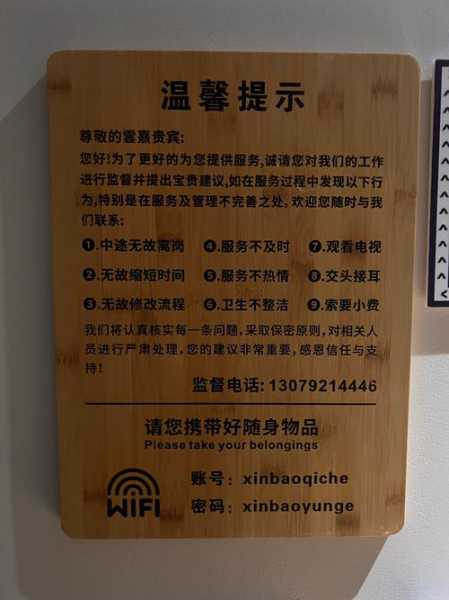 温馨提示
尊敬的雲熹贵宾:
您好!为了更好的为您提供服务,诚请您对我们的工作
进行监督并提出宝贵建议,如在服务过程中发现以下行
为,特别是在服务及管理不完善之处, 欢迎您随时与我
们联系:
❶.中途无故离岗 ❹.服务不及时 ❼.观看电视
❷.无故缩短时间 ❺.服务不热情 ❽.交头接耳
❸.无故修改流程 ❻.卫生不整洁 ❾.索要小费
我们将认真核实每一条问题, 采取保密原则, 对相关人
员进行严肃处理, 您的建议非常重要, 感恩信任与支
持!
监督电话: 13079214446
请您携带好随身物品
Please take your belongings
WIFI
账号: xinbaoqiche
密码: xinbaoyunge